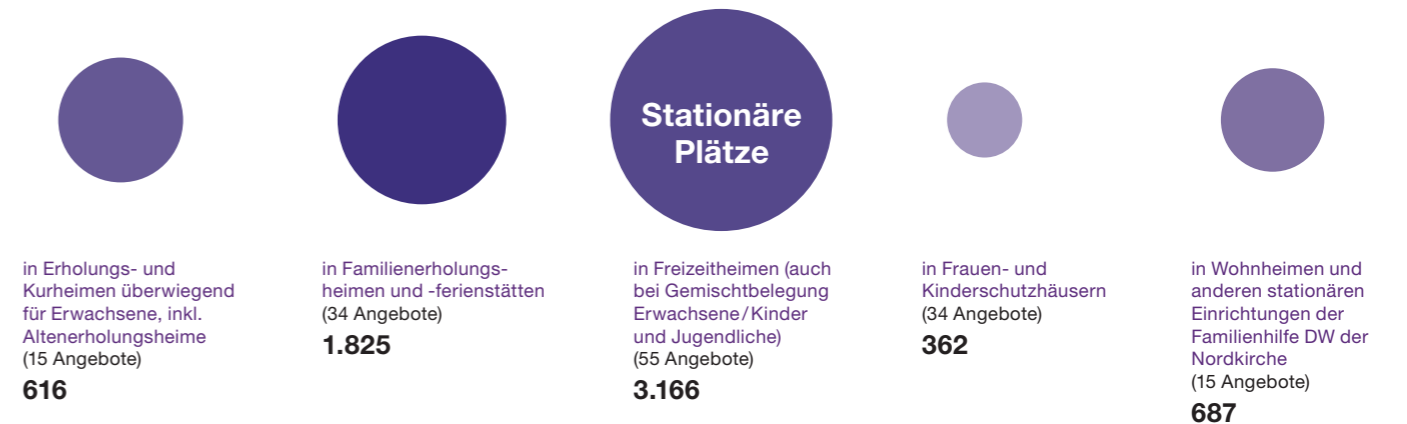 Stationäre
Plätze
in Erholungs- und
Kurheimen überwiegend
für Erwachsene, inkl.
Altenerholungsheime
(15 Angebote)
616
in Familienerholungs-
heimen und -ferienstätten
(34 Angebote)
1.825
in Freizeitheimen (auch
bei Gemischtbelegung
Erwachsene/Kinder
und Jugendliche)
(55 Angebote)
3.166
in Frauen- und
Kinderschutzhäusern
(34 Angebote)
362
in Wohnheimen und
anderen stationären
Einrichtungen der
Familienhilfe DW der
Nordkirche
(15 Angebote)
687